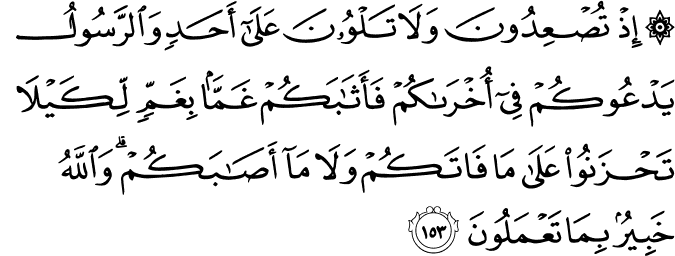 ۞ إِذْ تُصْعِدُونَ وَلَا تَلْوُۥنَ عَلَىٰٓ أَحَدٍ وَٱلرَّسُولُ
يَدْعُوكُمْ فِىٓ أُخْرَىٰكُمْ فَأَثَـٰبَكُمْ غَمًّۢا بِغَمٍّ لِّكَيْلَا
تَحْزَنُوا۟ عَلَىٰ مَا فَاتَكُمْ وَلَا مَآ أَصَـٰبَكُمْ ۗ وَٱللَّهُ
خَبِيرٌۢ بِمَا تَعْمَلُونَ ١٥٣